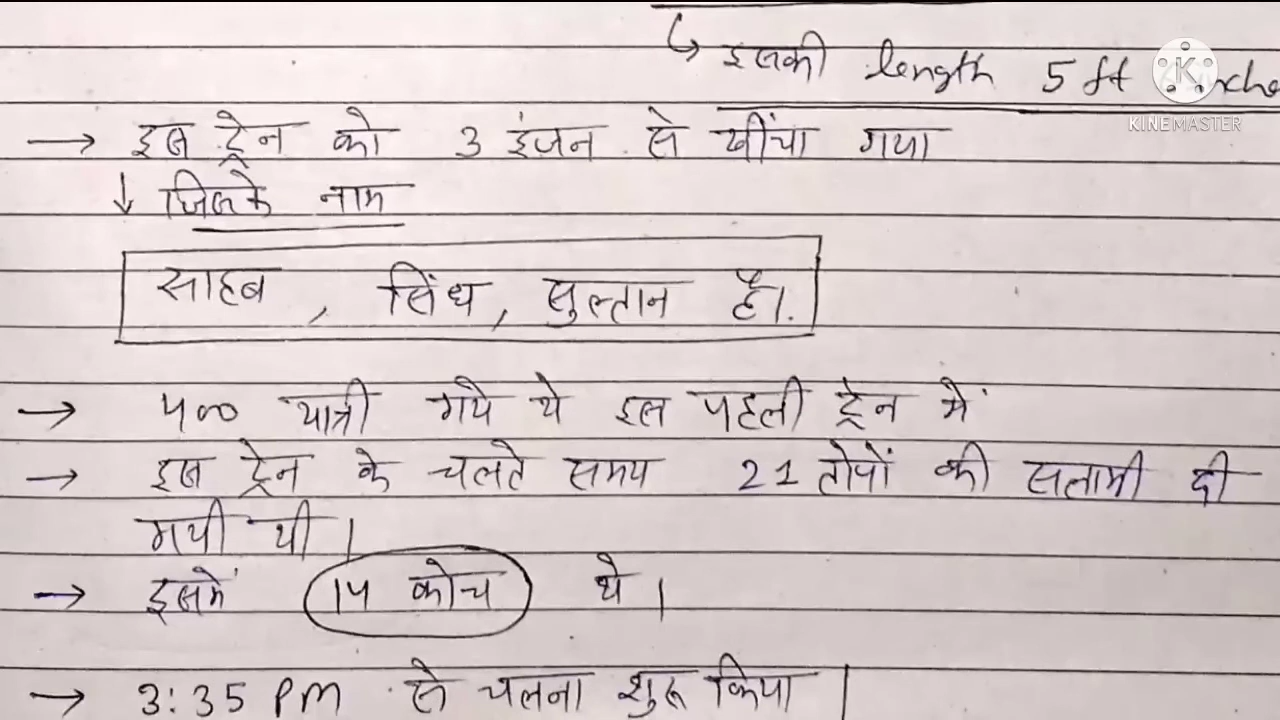 ↳ इसकी length 5 ft inche
KINEMASTER
→ इस ट्रेन को 3 इंजन से खींचा गया
↓ जिसके नाम
साहब , सिंध , सुल्तान है।
→ 400 यात्री गये थे इस पहली ट्रेन में
→ इस ट्रेन के चलते समय 21 तोपों की सलामी दी
गयी थी ।
→ इसमें 14 कोच थे ।
→ 3:35 PM से चलना शुरू किया |